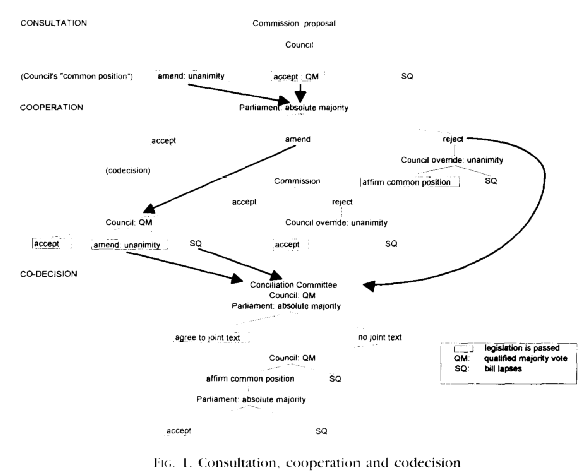 CONSULTATION Commission proposal
Council
(Council's "common position") amend: unanimity accept : QM SQ
COOPERATION Parliament: absolute majority
accept amend reject
Council override: unanimity
(codecision) Commission affirm common position SQ
accept reject
Council: QM Council override: unanimity
accept amend: unanimity SQ accept SQ
CO-DECISION Conciliation Committee
Council: QM
Parliament: absolute majority
agree to joint text no joint text
legislation is passed
Council: QM QM: qualified majority vote
SQ: bill lapses
affirm common position SQ
Parliament: absolute majority
accept SQ
FIG. 1. Consultation, cooperation and codecision